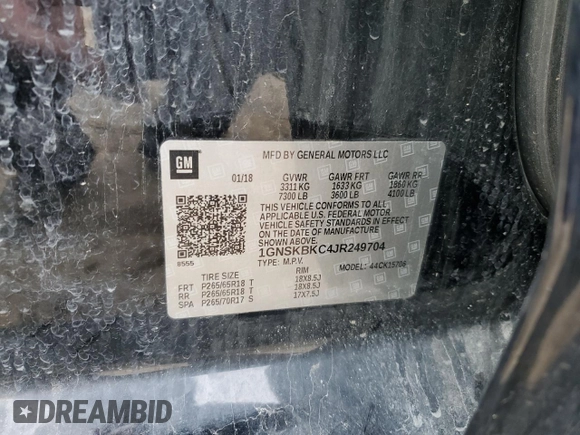 GM
MFD BY GENERAL MOTORS LLC
01/18 GVWR GAWR FRT GAWR RR
3311 KG 1633 KG 1860 KG
7300 LB 3600 LB 4100 LB
THIS VEHICLE CONFORMS TO ALL
APPLICABLE U.S. FEDERAL MOTOR
VEHICLE SAFETY STANDARDS IN EFFECT
ON THE DATE OF MANUFACTURE
SHOWN ABOVE.
1GNSKBKC4JR249704
TYPE: M.P.V. MODEL: 44CK15706
#555
TIRE SIZE RIM
FRT P265/65R18 T 18X8.5J
RR P265/65R18 T 18X8.5J
SPA P265/70R17 S 17X7.5J
DREAMBID